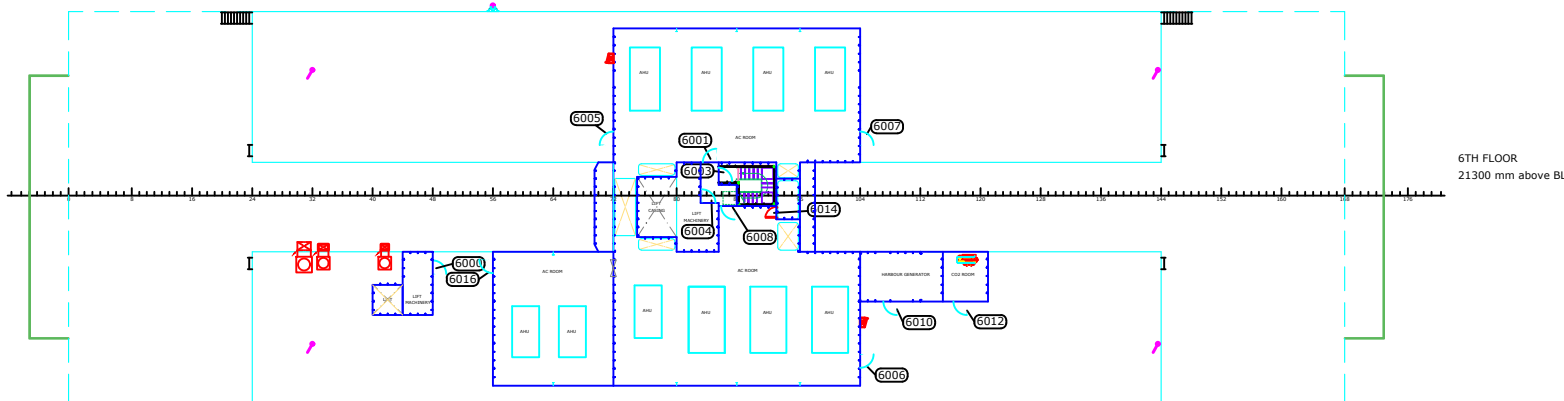 AHU AHU AHU AHU
6005
6007
AC ROOM
6001
6TH FLOOR
21300 mm above BL
6003
0 8 16 24 32 40 48 56 64 80 96 104 112 120 128 136 144 152 160 168 176
LIFT
CASING
6014
LIFT
MACHINERY
6004
6008
6000
6016
AC ROOM
AC ROOM
HARBOUR GENERATOR
CO2 ROOM
LIFT
LIFT
MACHINERY
AHU AHU
AHU AHU AHU AHU
6010
6012
6006